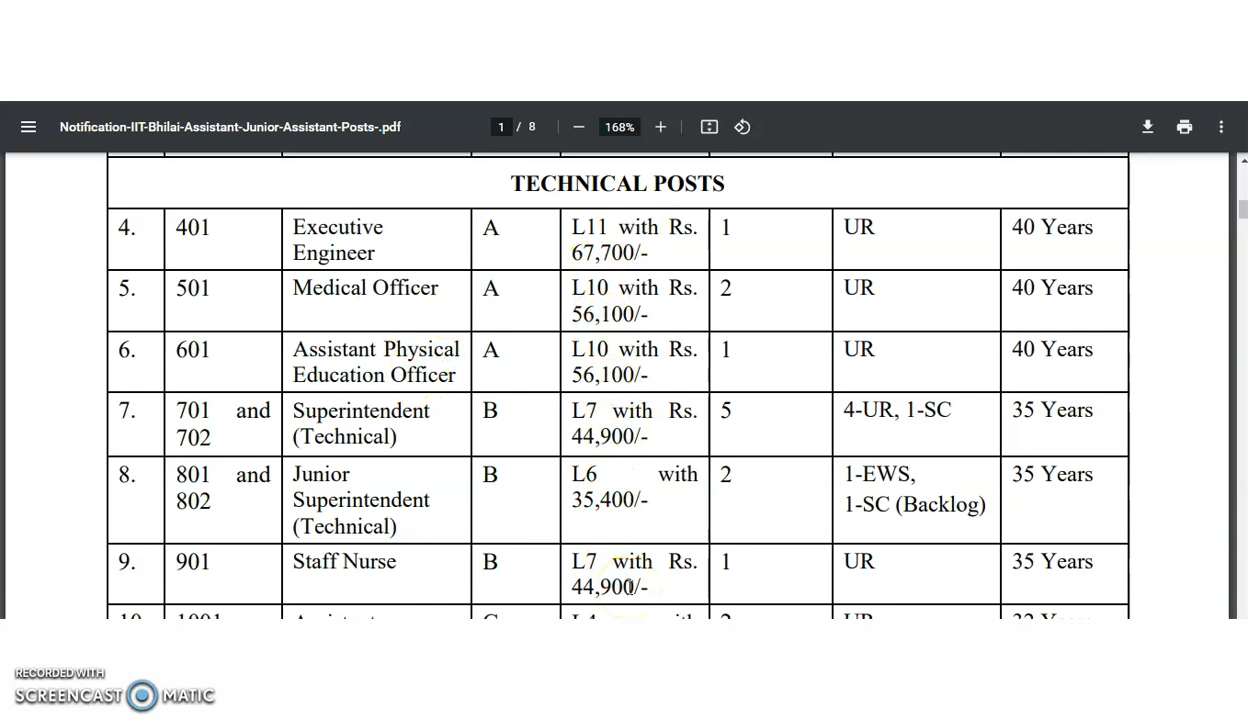 Notification-IIT-Bhilai-Assistant-Junior-Assistant-Posts-.pdf 1 / 8 168%
TECHNICAL POSTS
4. 401 Executive Engineer A L11 with Rs. 67,700/- 1 UR 40 Years
5. 501 Medical Officer A L10 with Rs. 56,100/- 2 UR 40 Years
6. 601 Assistant Physical Education Officer A L10 with Rs. 56,100/- 1 UR 40 Years
7. 701 and 702 Superintendent (Technical) B L7 with Rs. 44,900/- 5 4-UR, 1-SC 35 Years
8. 801 and 802 Junior Superintendent (Technical) B L6 with 35,400/- 2 1-EWS, 1-SC (Backlog) 35 Years
9. 901 Staff Nurse B L7 with Rs. 44,900/- 1 UR 35 Years
RECORDED WITH
SCREENCAST MATIC